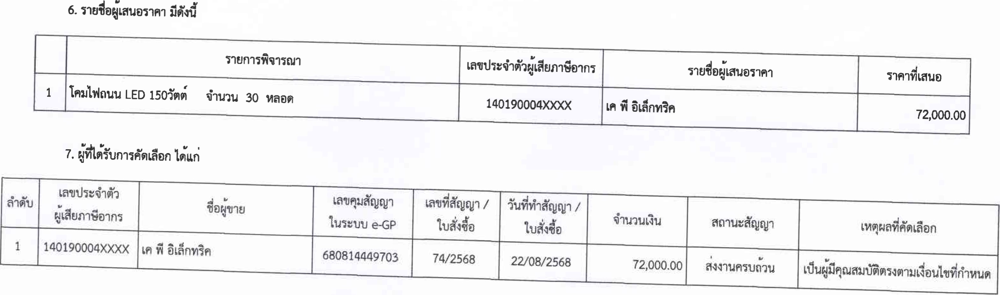 6. รายชื่อผู้เสนอราคา มีดังนี้
รายการพิจารณา เลขประจำตัวผู้เสียภาษีอากร รายชื่อผู้เสนอราคา ราคาที่เสนอ
1 โคมไฟถนน LED 150วัตต์ จำนวน 30 หลอด 140190004XXXX เค พี อิเล็กทริค 72,000.00
7. ผู้ที่ได้รับการคัดเลือก ได้แก่
ลำดับ เลขประจำตัว ชื่อผู้ขาย เลขคุมสัญญา เลขที่สัญญา / วันที่ทำสัญญา / จำนวนเงิน สถานะสัญญา เหตุผลที่คัดเลือก
ผู้เสียภาษีอากร ในระบบ e-GP ใบสั่งซื้อ ใบสั่งซื้อ
1 140190004XXXX เค พี อิเล็กทริค 680814449703 74/2568 22/08/2568 72,000.00 ส่งงานครบถ้วน เป็นผู้มีคุณสมบัติตรงตามเงื่อนไขที่กำหนด